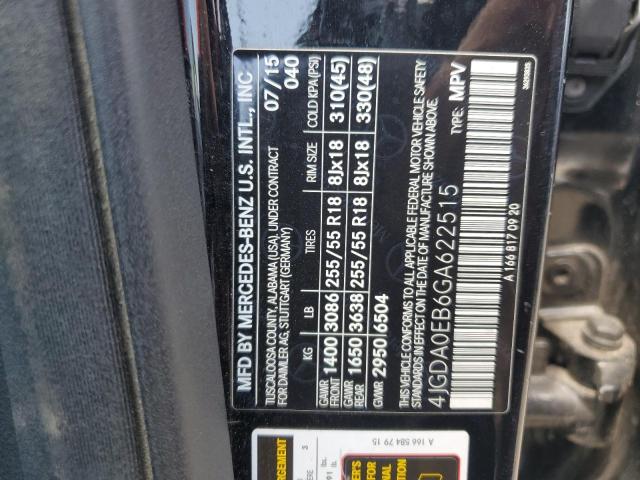 MFD BY MERCEDES-BENZ U.S. INTL., INC.
TUSCALOOSA COUNTY, ALABAMA (USA), UNDER CONTRACT 07/15
FOR DAIMLER AG, STUTTGART (GERMANY) 040
KG LB TIRES RIM SIZE COLD KPA(PSI)
GAWR FRONT 1400 3086 255/55 R18 8Jx18 310(45)
GAWR REAR 1650 3638 255/55 R18 8Jx18 330(48)
GVWR 2950 6504
THIS VEHICLE CONFORMS TO ALL APPLICABLE FEDERAL MOTOR VEHICLE SAFETY
STANDARDS IN EFFECT ON THE DATE OF MANUFACTURE SHOWN ABOVE.
4JGDA0EB6GA622515 TYPE: MPV
A 166 817 09 20
A 166 584 79 15